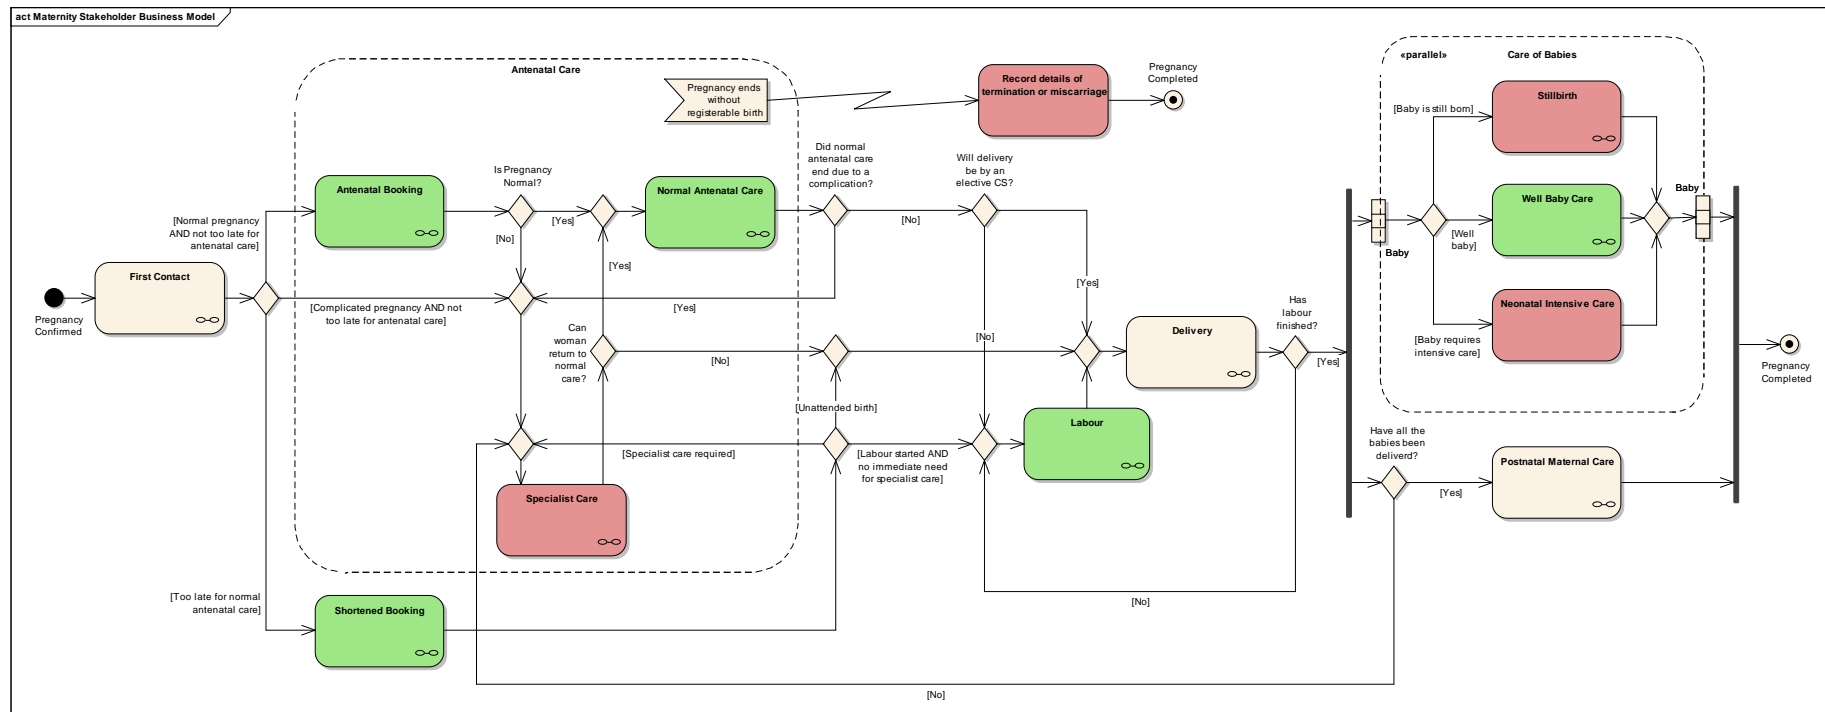 act Maternity Stakeholder Business Model
Antenatal Care
Pregnancy ends
without
registerable birth
Record details of
termination or miscarriage
Pregnancy
Completed
«parallel»
Care of Babies
Stillbirth
[Baby is still born]
Did normal
antenatal care
end due to a
complication?
Will delivery
be by an
elective CS?
Is Pregnancy
Normal?
Antenatal Booking
Normal Antenatal Care
[Yes]
[No]
[No]
[Normal pregnancy
AND not too late for
antenatal care]
Baby
Well Baby Care
[Well
baby]
Baby
First Contact
Pregnancy
Confirmed
[Complicated pregnancy AND not
too late for antenatal care]
[Yes]
[Yes]
[Yes]
Can
woman
return to
normal
care?
[No]
[No]
Delivery
Has
labour
finished?
[Yes]
Neonatal Intensive Care
[Baby requires
intensive care]
Pregnancy
Completed
[Unattended birth]
Labour
[Specialist care required]
[Labour started AND
no immediate need
for specialist care]
Have all the
babies been
deliverd?
[Yes]
Postnatal Maternal Care
Specialist Care
[Too late for normal
antenatal care]
Shortened Booking
[No]
[No]